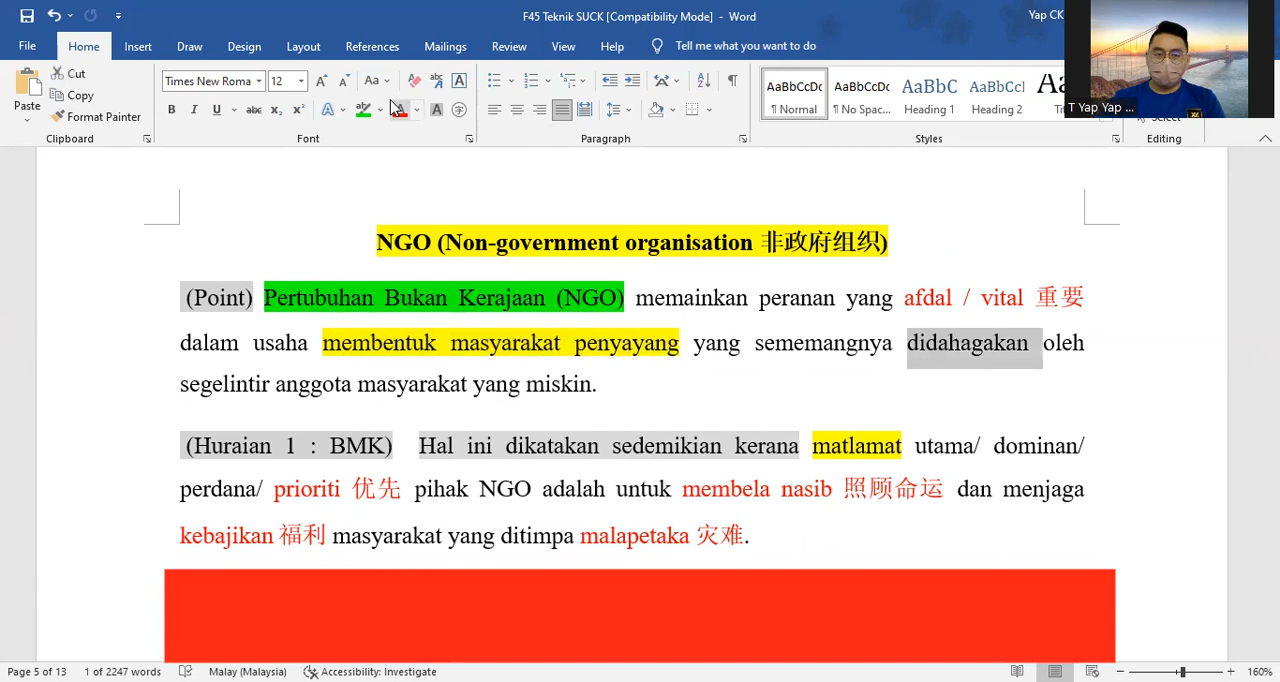 F45 Teknik SUCK [Compatibility Mode] - Word
Yap CK
File Home Insert Draw Design Layout References Mailings Review View Help Tell me what you want to do
T Yap Yap ...
Paste
Cut
Copy
Format Painter
Times New Roma 12
Aa
B I U abc x₂ x²
AaBbCcDc AaBbCcDc AaBbC AaBbCc
¶ Normal ¶ No Spac... Heading 1 Heading 2
Clipboard Font Paragraph Styles Editing
NGO (Non-government organisation 非政府组织)
(Point) Pertubuhan Bukan Kerajaan (NGO) memainkan peranan yang afdal / vital 重要
dalam usaha membentuk masyarakat penyayang yang sememangnya didahagakan oleh
segelintir anggota masyarakat yang miskin.
(Huraian 1 : BMK) Hal ini dikatakan sedemikian kerana matlamat utama/ dominan/
perdana/ prioriti 优先 pihak NGO adalah untuk membela nasib 照顾命运 dan menjaga
kebajikan 福利 masyarakat yang ditimpa malapetaka 灾难.
Page 5 of 13 1 of 2247 words Malay (Malaysia) Accessibility: Investigate 160%